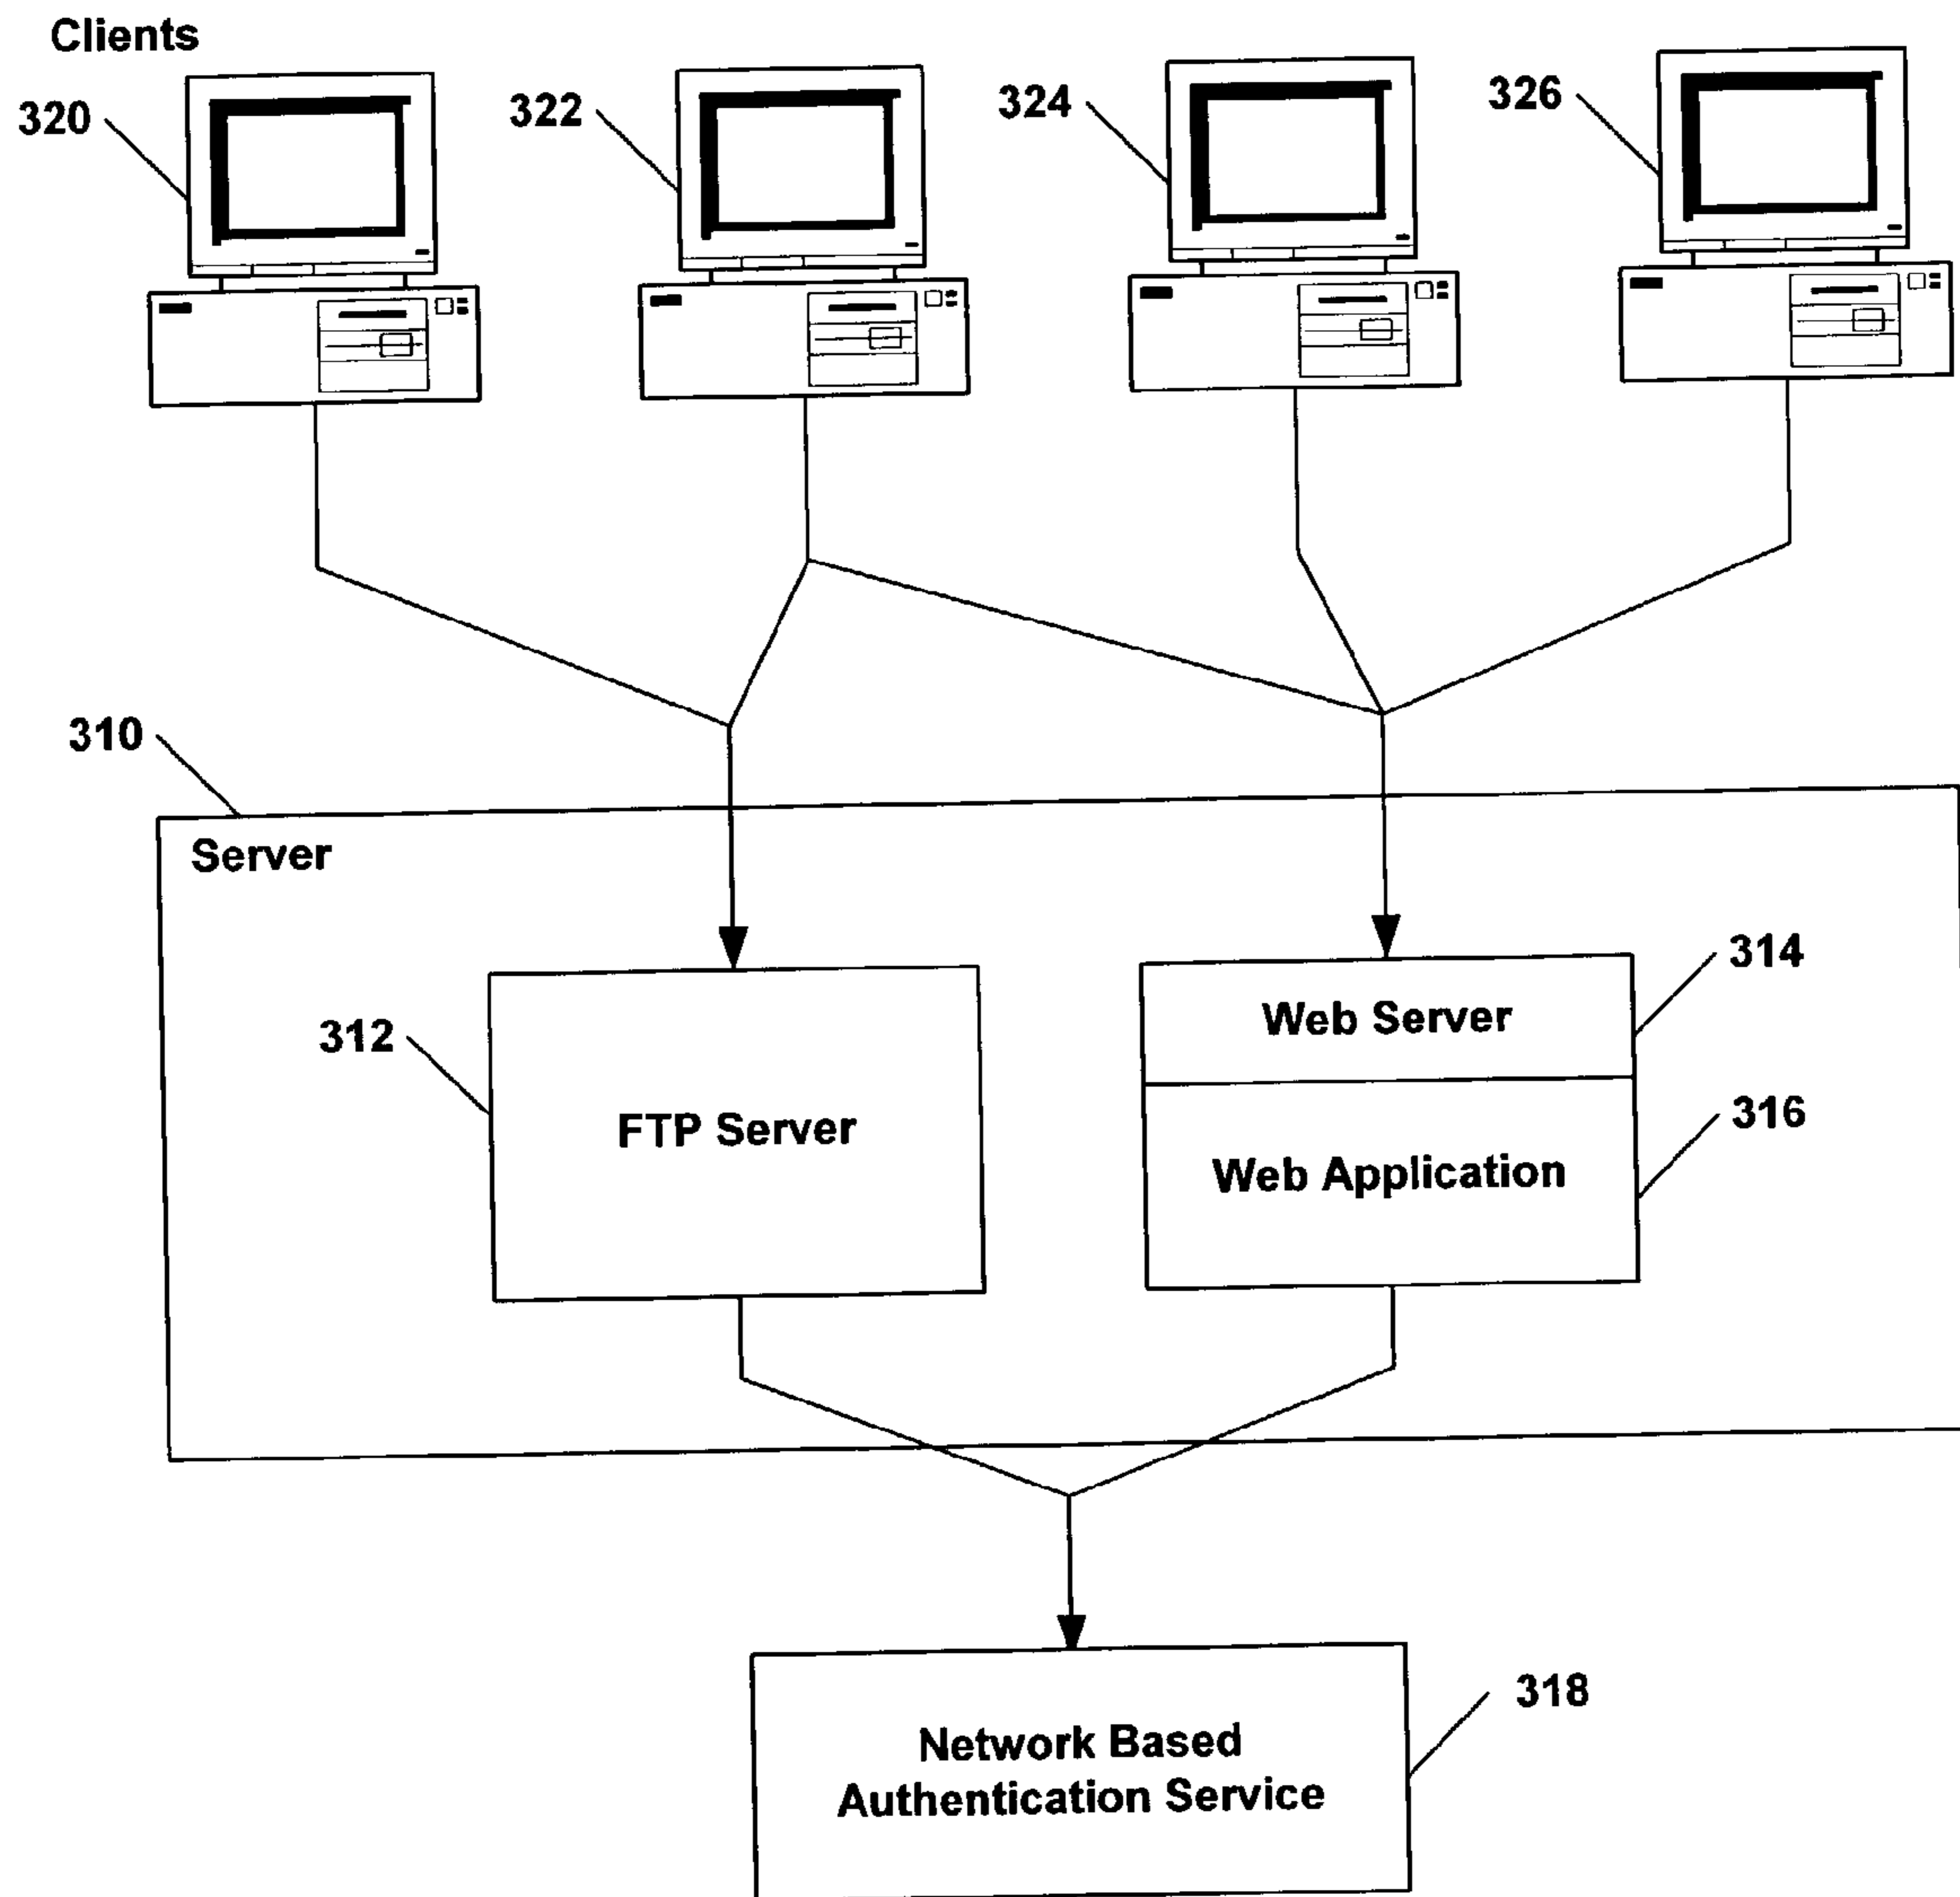 Clients
320
322
324
326
310
Server
312
FTP Server
Web Server
314
Web Application
316
Network Based
Authentication Service
318